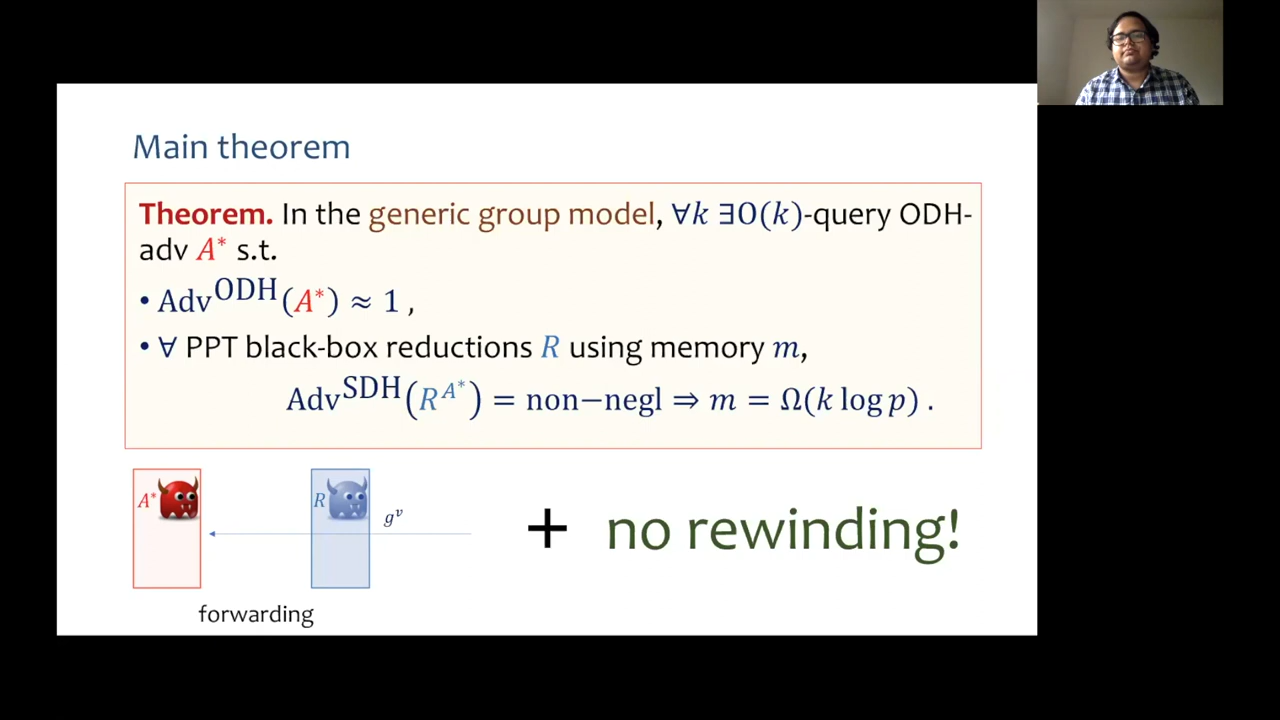 Main theorem
Theorem. In the generic group model, ∀k ∃O(k)-query ODH-
adv A* s.t.
• Adv^ODH(A*) ≈ 1 ,
• ∀ PPT black-box reductions R using memory m,
Adv^SDH(R^A*) = non−negl ⇒ m = Ω(k log p) .
A* R g^v + no rewinding!
forwarding